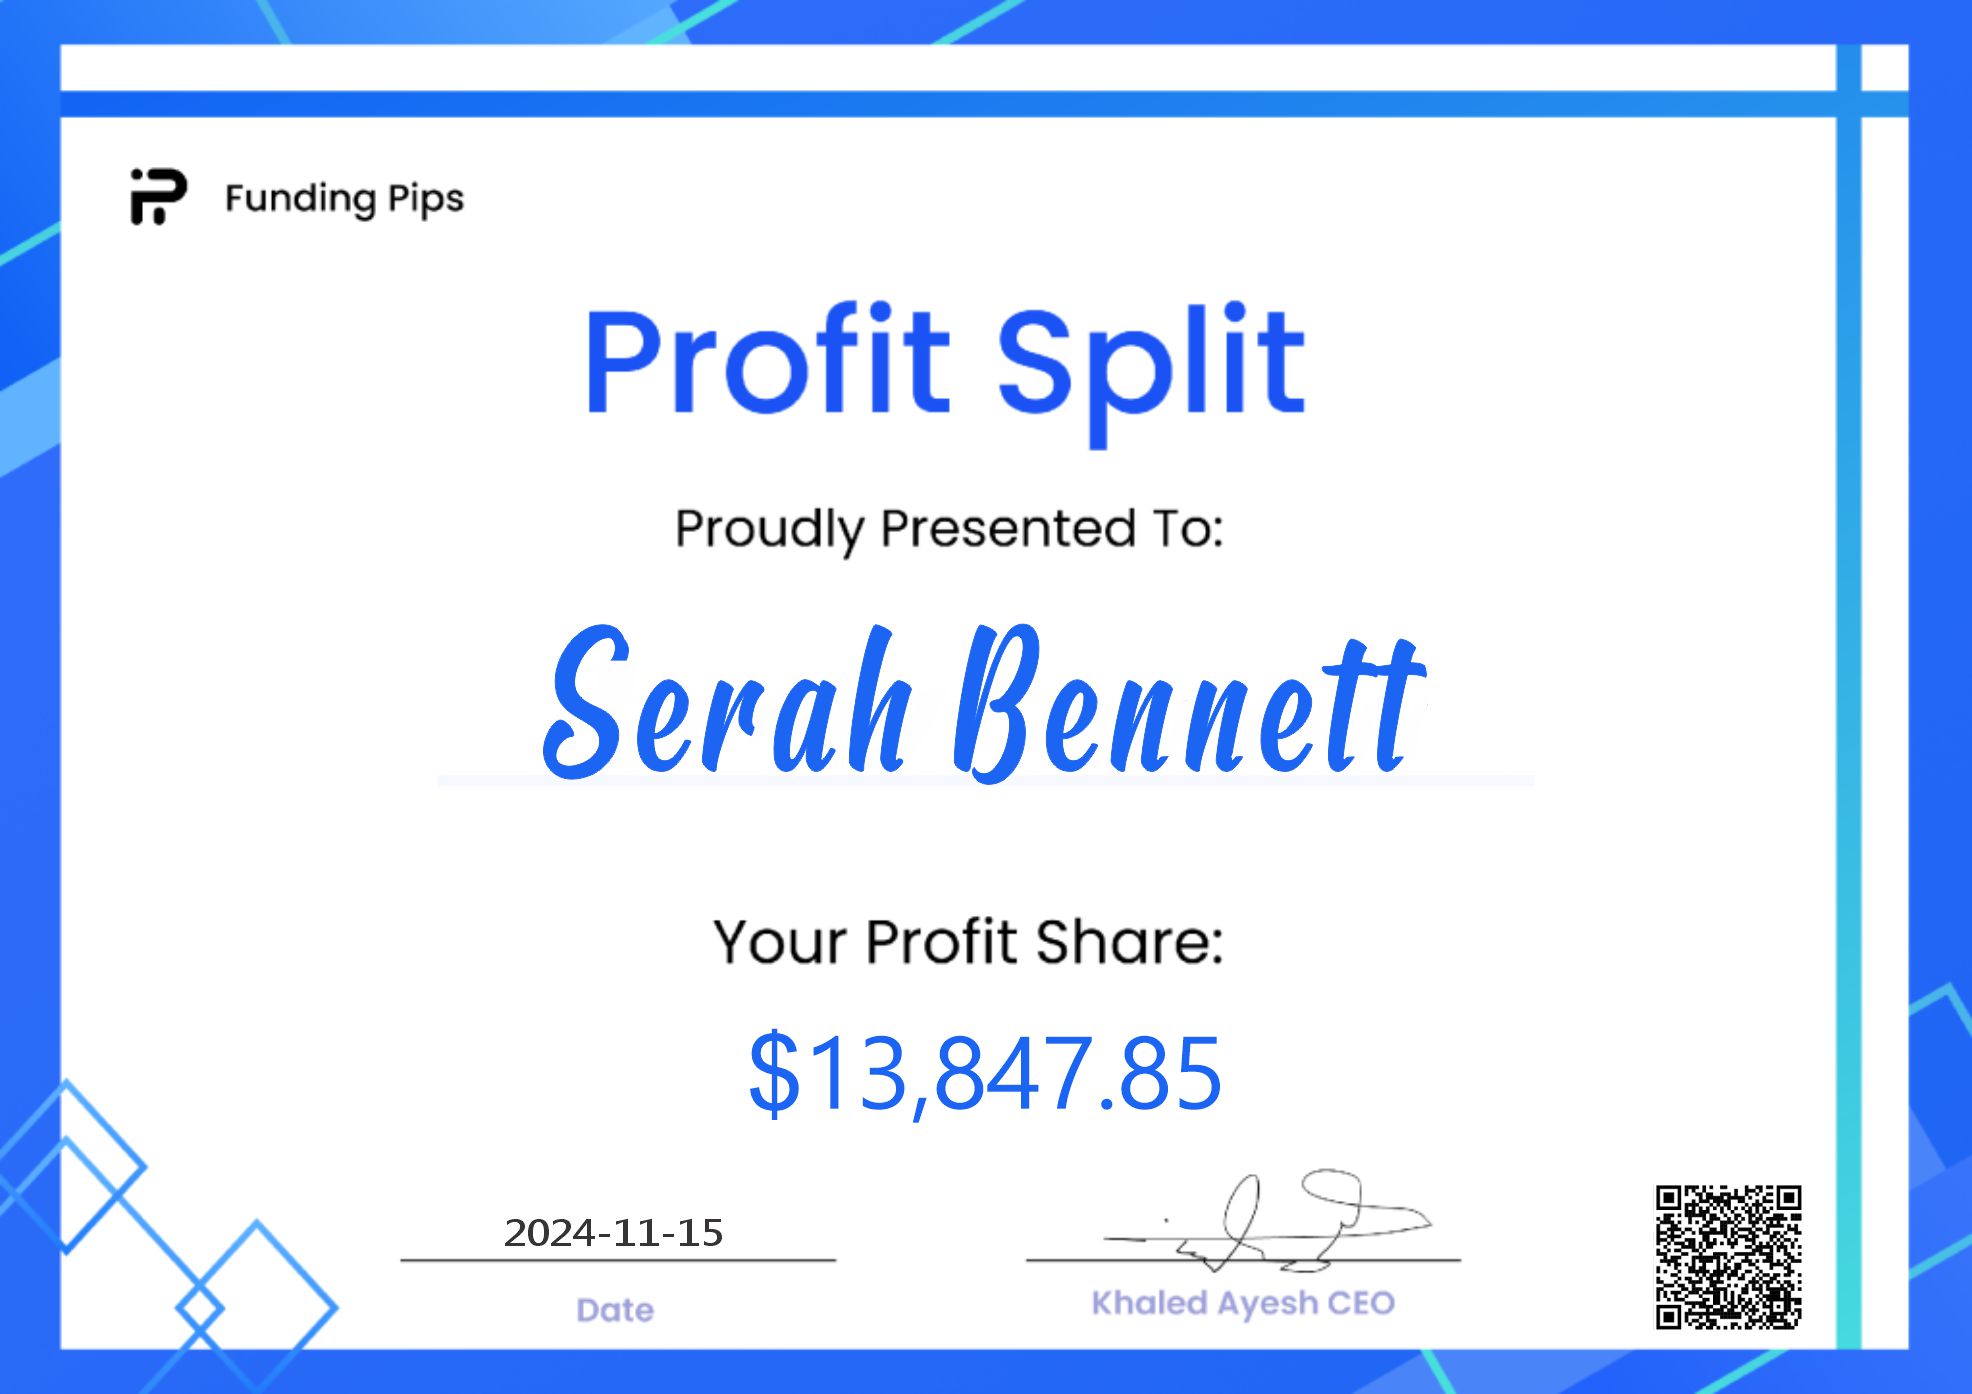 Funding Pips
Profit Split
Proudly Presented To:
Serah Bennett
Your Profit Share:
$13,847.85
2024-11-15
Date
Khaled Ayesh CEO